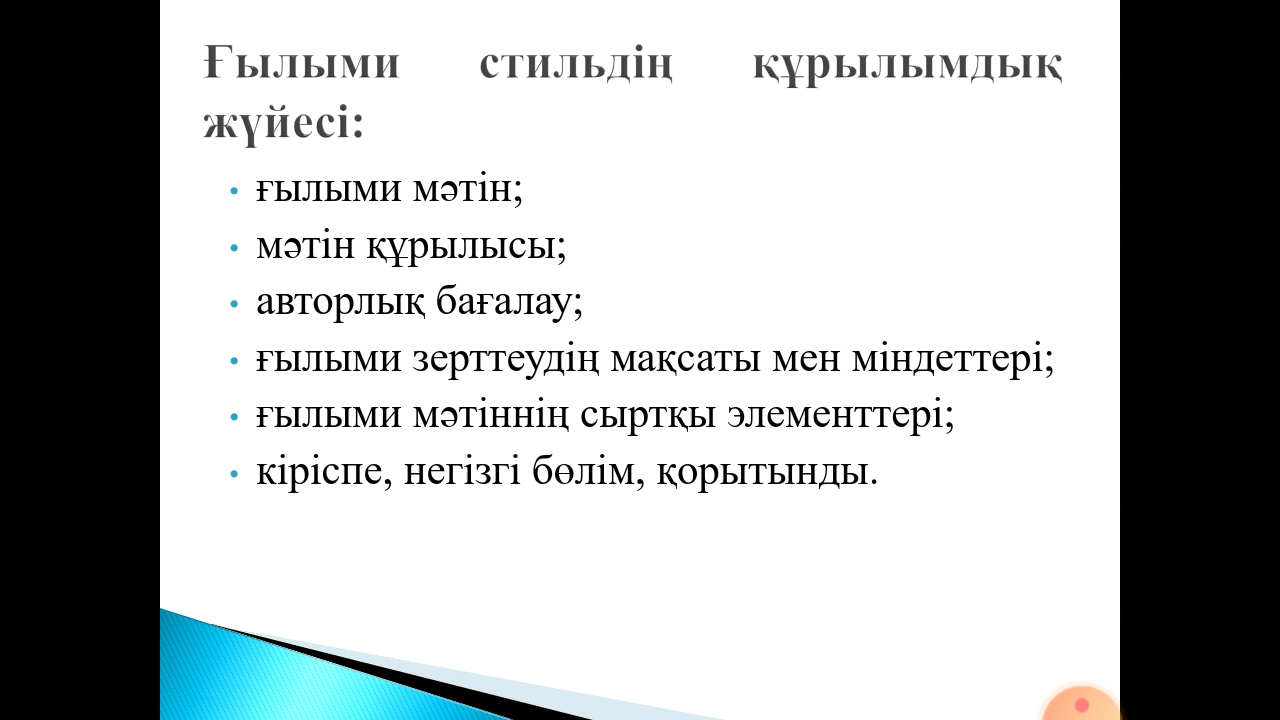 Ғылыми стильдің құрылымдық
жүйесі:
• ғылыми мәтін;
• мәтін құрылысы;
• авторлық бағалау;
• ғылыми зерттеудің мақсаты мен міндеттері;
• ғылыми мәтіннің сыртқы элементтері;
• кіріспе, негізгі бөлім, қорытынды.